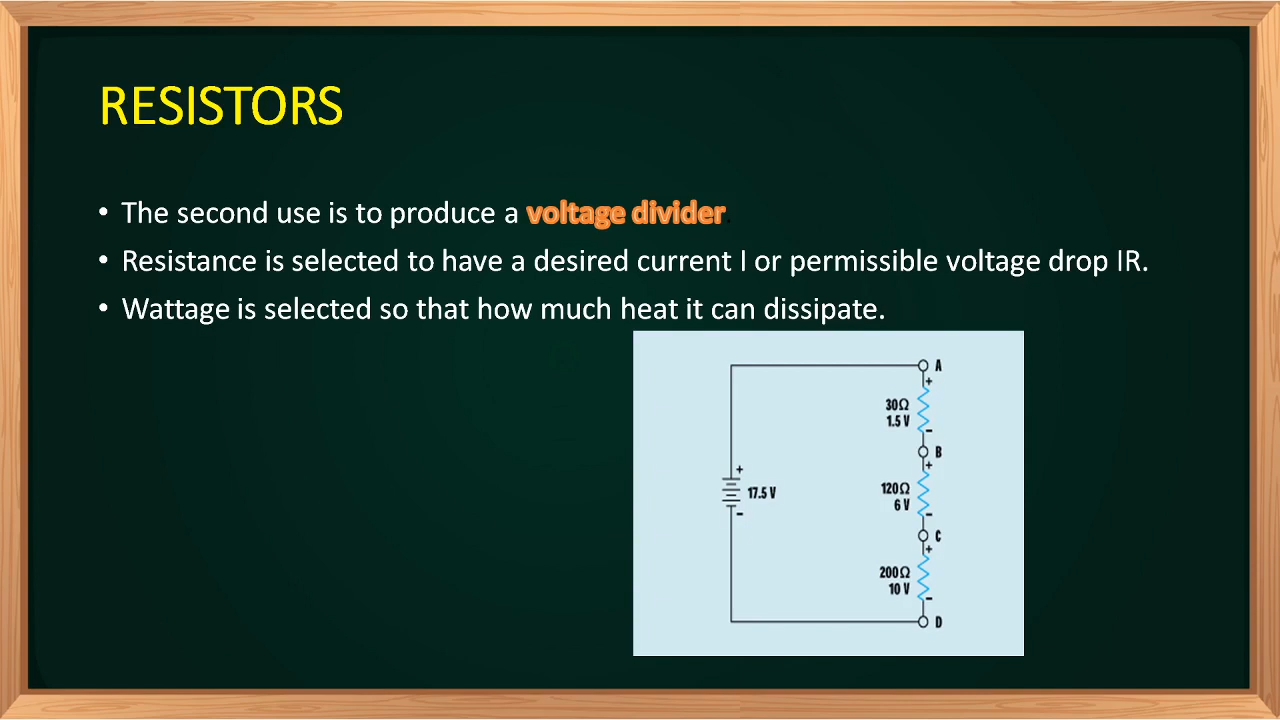 RESISTORS
• The second use is to produce a voltage divider.
• Resistance is selected to have a desired current I or permissible voltage drop IR.
• Wattage is selected so that how much heat it can dissipate.
A
+
30Ω
1.5 V
-
B
+
+
17.5 V
-
120Ω
6 V
-
C
+
200Ω
10 V
-
D